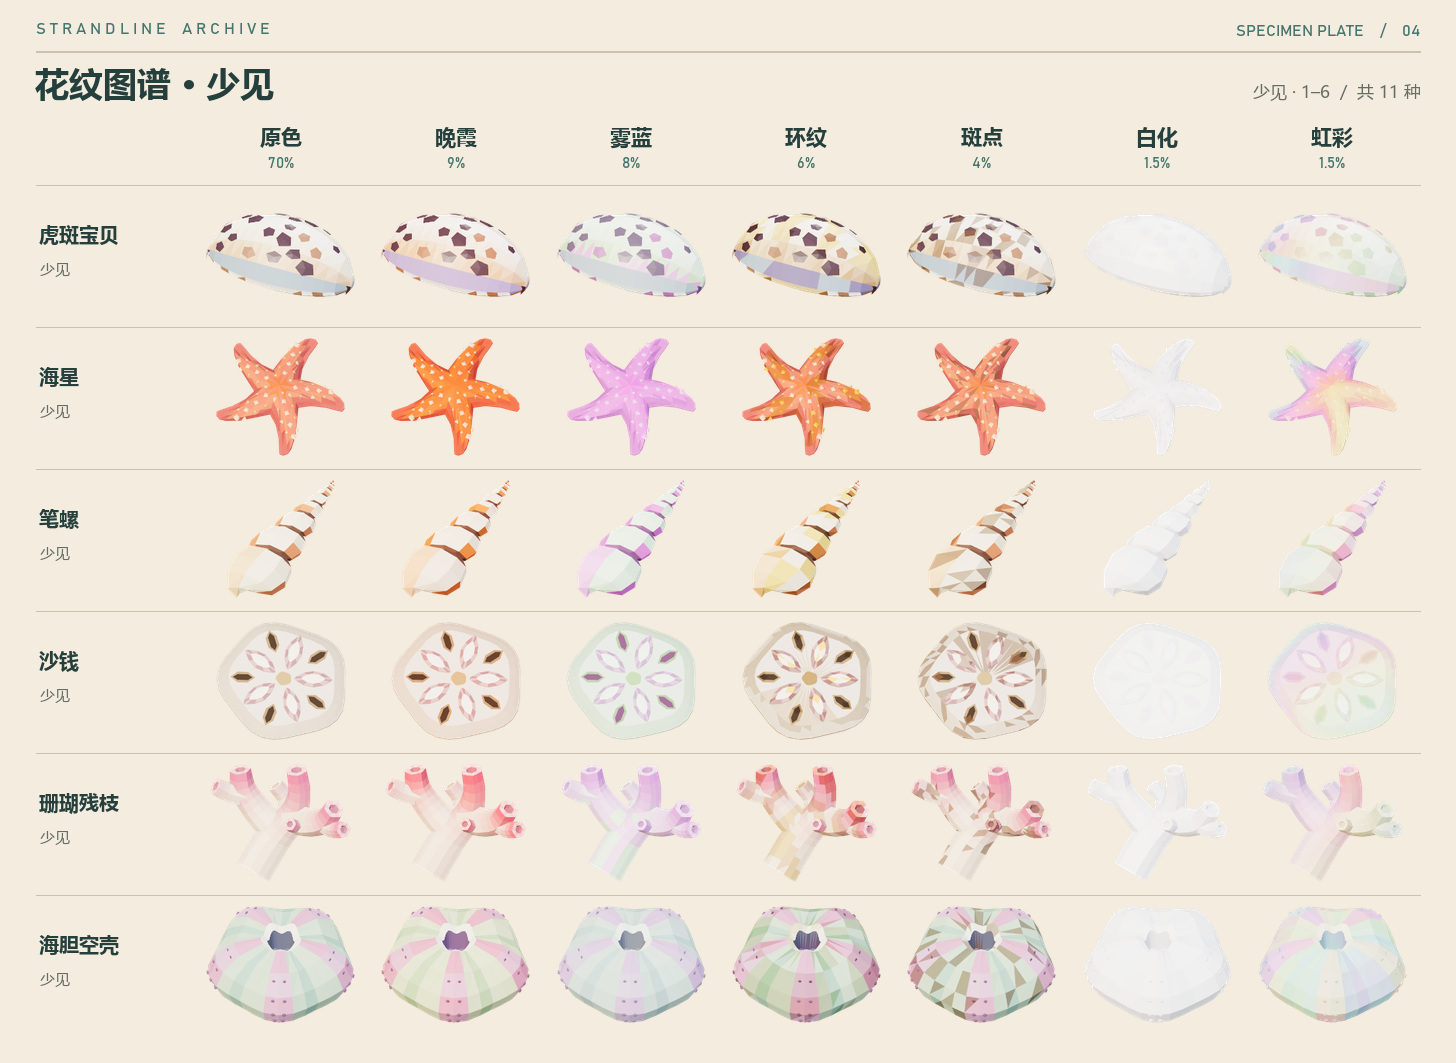 STRANDLINE ARCHIVE
SPECIMEN PLATE / 04
花纹图谱·少见
少见 · 1–6 / 共 11 种
原色 晚霞 雾蓝 环纹 斑点 白化 虹彩
70% 9% 8% 6% 4% 1.5% 1.5%
虎斑宝贝
少见
海星
少见
笔螺
少见
沙钱
少见
珊瑚残枝
少见
海胆空壳
少见